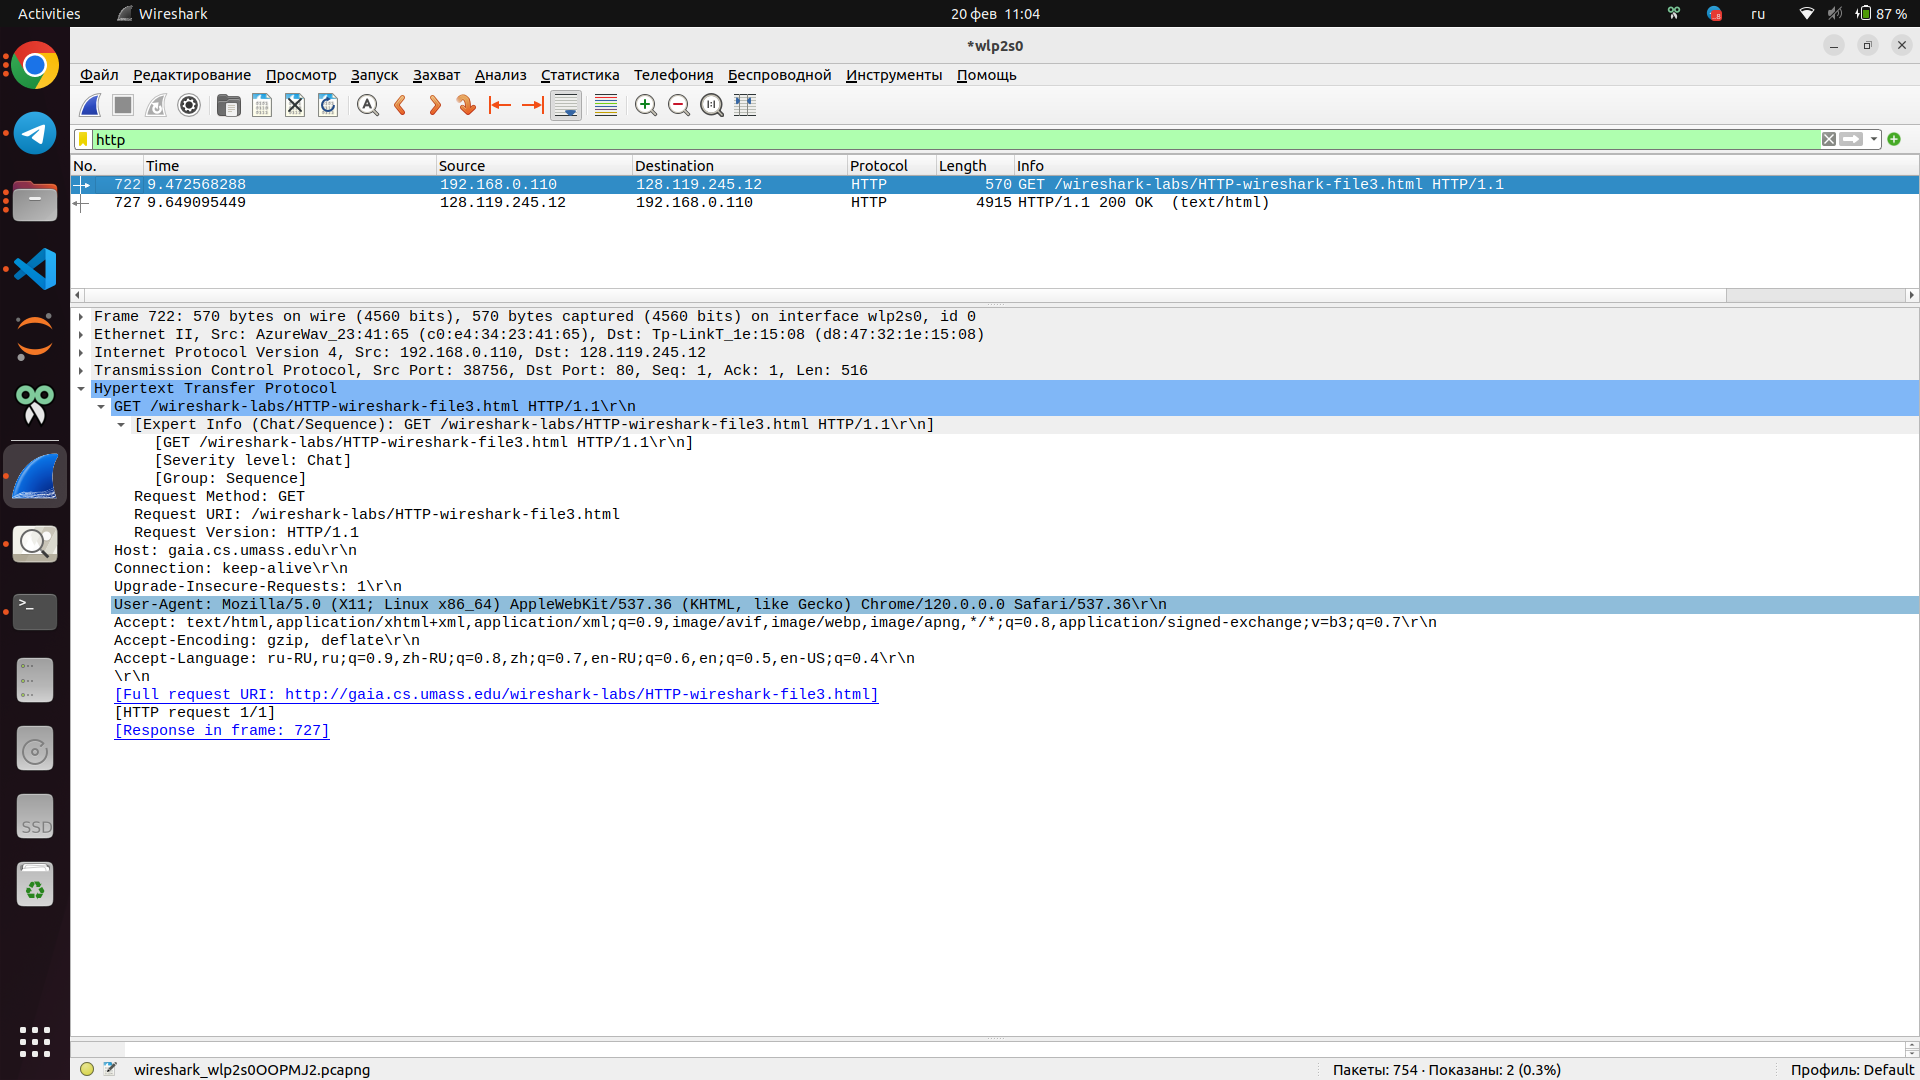 Activities
Wireshark
20 фев 11:04
ru
87 %
*wlp2s0
Файл Редактирование Просмотр Запуск Захват Анализ Статистика Телефония Беспроводной Инструменты Помощь
http
No. Time Source Destination Protocol Length Info
722 9.472568288 192.168.0.110 128.119.245.12 HTTP 570 GET /wireshark-labs/HTTP-wireshark-file3.html HTTP/1.1
727 9.649095449 128.119.245.12 192.168.0.110 HTTP 4915 HTTP/1.1 200 OK (text/html)
Frame 722: 570 bytes on wire (4560 bits), 570 bytes captured (4560 bits) on interface wlp2s0, id 0
Ethernet II, Src: AzureWav_23:41:65 (c0:e4:34:23:41:65), Dst: Tp-LinkT_1e:15:08 (d8:47:32:1e:15:08)
Internet Protocol Version 4, Src: 192.168.0.110, Dst: 128.119.245.12
Transmission Control Protocol, Src Port: 38756, Dst Port: 80, Seq: 1, Ack: 1, Len: 516
Hypertext Transfer Protocol
GET /wireshark-labs/HTTP-wireshark-file3.html HTTP/1.1\r\n
[Expert Info (Chat/Sequence): GET /wireshark-labs/HTTP-wireshark-file3.html HTTP/1.1\r\n]
[GET /wireshark-labs/HTTP-wireshark-file3.html HTTP/1.1\r\n]
[Severity level: Chat]
[Group: Sequence]
Request Method: GET
Request URI: /wireshark-labs/HTTP-wireshark-file3.html
Request Version: HTTP/1.1
Host: gaia.cs.umass.edu\r\n
Connection: keep-alive\r\n
Upgrade-Insecure-Requests: 1\r\n
User-Agent: Mozilla/5.0 (X11; Linux x86_64) AppleWebKit/537.36 (KHTML, like Gecko) Chrome/120.0.0.0 Safari/537.36\r\n
Accept: text/html,application/xhtml+xml,application/xml;q=0.9,image/avif,image/webp,image/apng,*/*;q=0.8,application/signed-exchange;v=b3;q=0.7\r\n
Accept-Encoding: gzip, deflate\r\n
Accept-Language: ru-RU,ru;q=0.9,zh-RU;q=0.8,zh;q=0.7,en-RU;q=0.6,en;q=0.5,en-US;q=0.4\r\n
\r\n
[Full request URI: http://gaia.cs.umass.edu/wireshark-labs/HTTP-wireshark-file3.html]
[HTTP request 1/1]
[Response in frame: 727]
SSD
wireshark_wlp2s0OOPMJ2.pcapng
Пакеты: 754 · Показаны: 2 (0.3%)
Профиль: Default